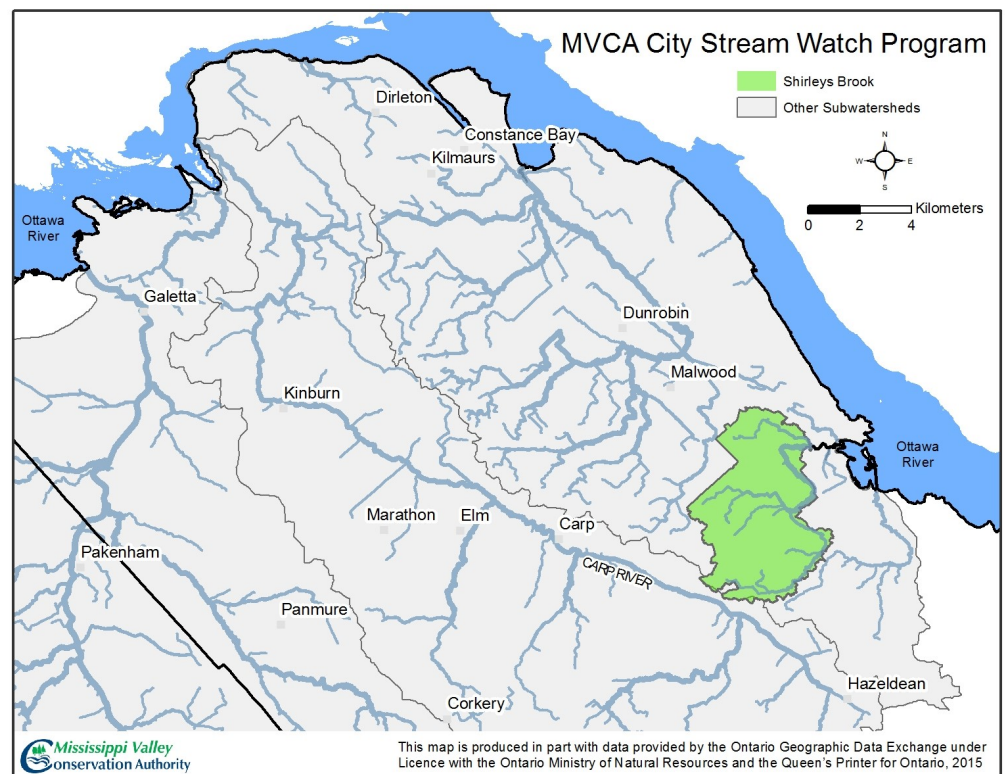 MVCA City Stream Watch Program
Shirleys Brook
Other Subwatersheds
N
W
E
S
Kilometers
0 2 4
Dirleton
Constance Bay
Kilmaurs
Ottawa
River
Galetta
Dunrobin
Malwood
Kinburn
Ottawa
River
Marathon
Elm
Carp
Pakenham
CARP RIVER
Panmure
Hazeldean
Corkery
Mississippi Valley
Conservation Authority
This map is produced in part with data provided by the Ontario Geographic Data Exchange under
Licence with the Ontario Ministry of Natural Resources and the Queen's Printer for Ontario, 2015